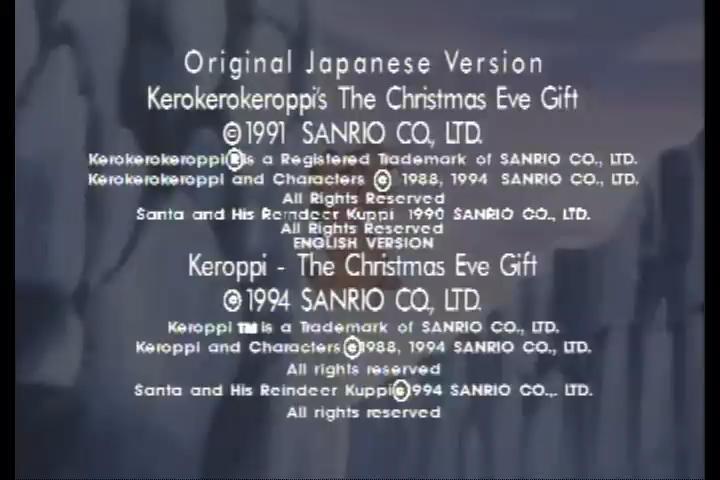 Original Japanese Version
Kerokerokeroppi's The Christmas Eve Gift
©1991 SANRIO CO., LTD.
Kerokerokeroppi®is a Registered Trademark of SANRIO CO., LTD.
Kerokerokeroppi and Characters © 1988, 1994 SANRIO CO., LTD.
All Rights Reserved
Santa and His Reindeer Kuppi 1990 SANRIO CO., LTD.
All Rights Reserved
ENGLISH VERSION
Keroppi - The Christmas Eve Gift
©1994 SANRIO CO., LTD.
Keroppi TM is a Trademark of SANRIO CO., LTD.
Keroppi and Characters©1988, 1994 SANRIO CO., LTD.
All rights reserved
Santa and His Reindeer Kuppi©1994 SANRIO CO,. LTD.
All rights reserved